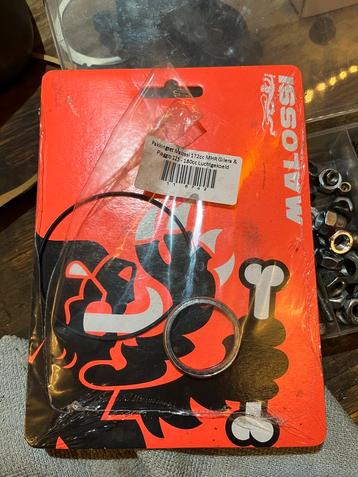 Pakkingset Malossi 172cc MHR Gilera &
Piaggio 125 - 180cc Luchtgekoeld
MALOSSI